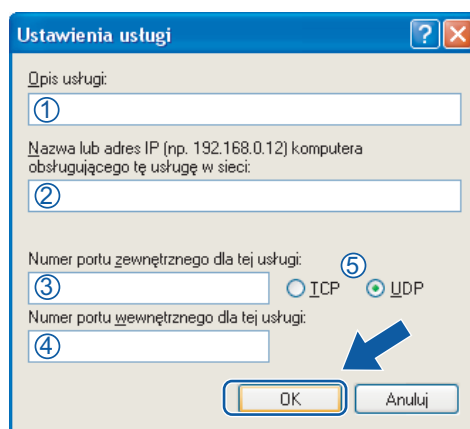 Ustawienia usługi
Opis usługi:
①
Nazwa lub adres IP (np. 192.168.0.12) komputera
obsługującego tę usługę w sieci:
②
Numer portu zewnętrznego dla tej usługi:
③ TCP ⑤ UDP
Numer portu wewnętrznego dla tej usługi:
④
OK Anuluj